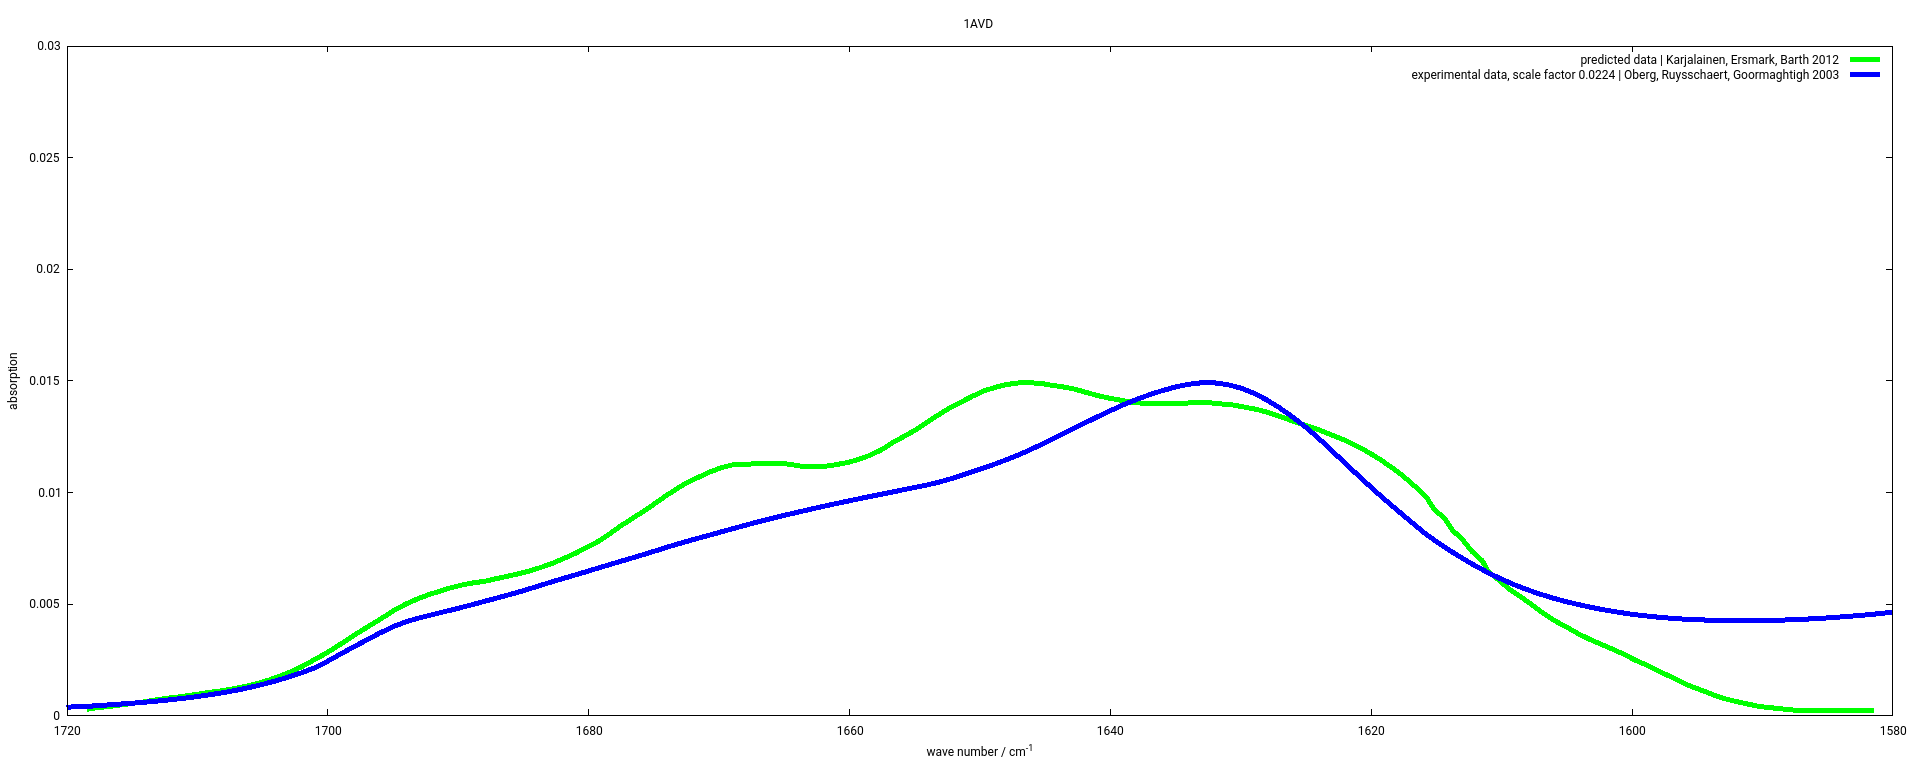 1AVD
predicted data | Karjalainen, Ersmark, Barth 2012
experimental data, scale factor 0.0224 | Oberg, Ruysschaert, Goormaghtigh 2003
0.03
0.025
0.02
0.015
0.01
0.005
0
absorption
1720 1700 1680 1660 1640 1620 1600 1580
wave number / cm-1